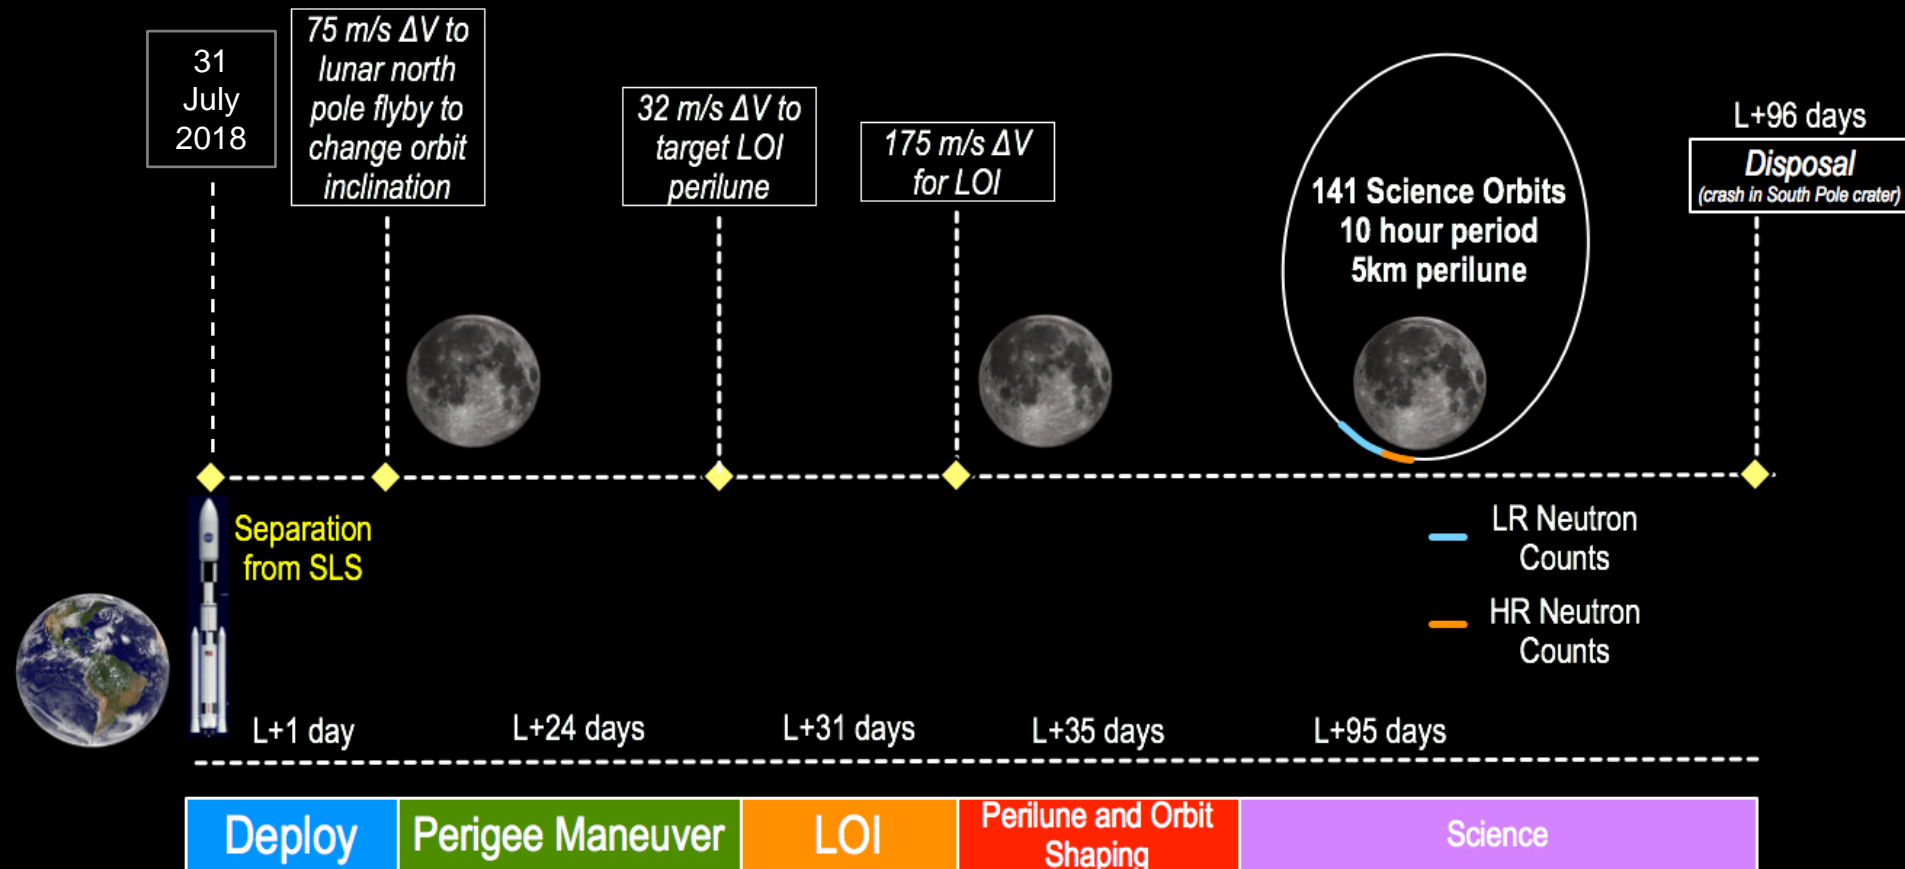 31
July
2018
75 m/s ΔV to
lunar north
pole flyby to
change orbit
inclination
32 m/s ΔV to
target LOI
perilune
175 m/s ΔV
for LOI
141 Science Orbits
10 hour period
5km perilune
L+96 days
Disposal
(crash in South Pole crater)
Separation
from SLS
LR Neutron
Counts
HR Neutron
Counts
L+1 day
L+24 days
L+31 days
L+35 days
L+95 days
Deploy
Perigee Maneuver
LOI
Perilune and Orbit
Shaping
Science